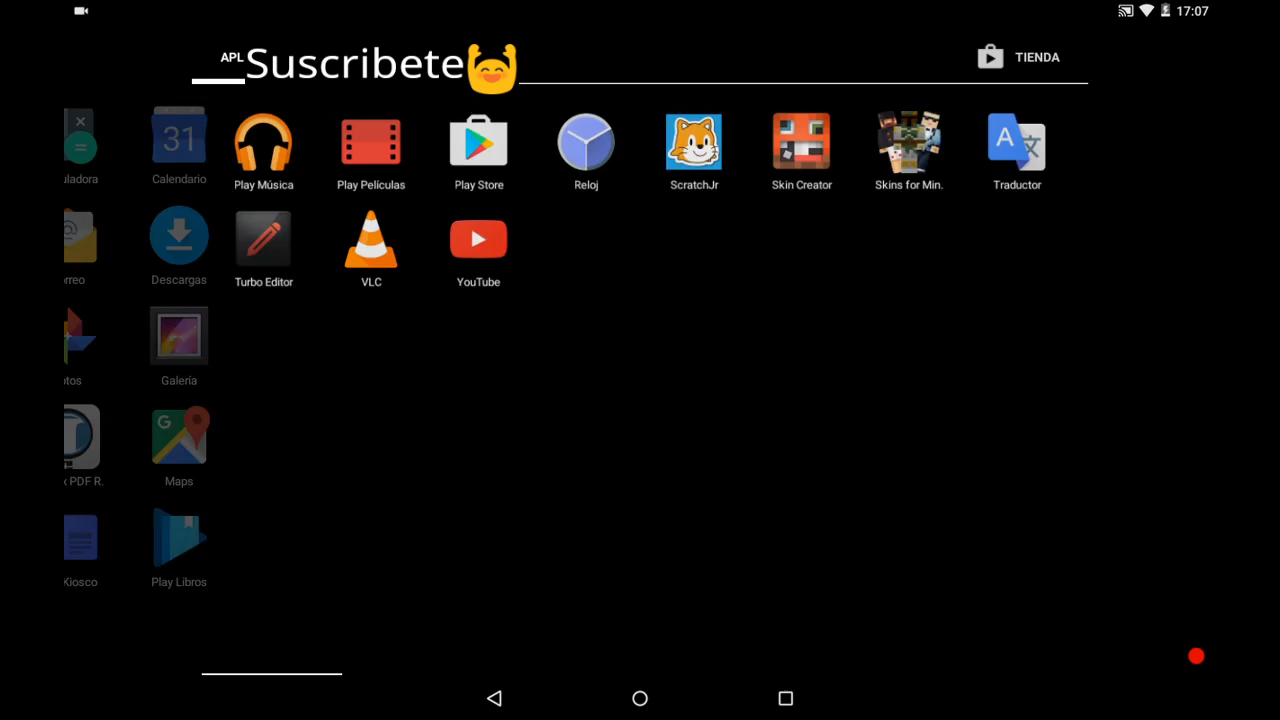 17:07
APL Suscribete🙌
TIENDA
uladora
Calendario
31
Play Música
Play Películas
Play Store
Reloj
ScratchJr
Skin Creator
Skins for Min.
Traductor
A
rreo
@
Descargas
Turbo Editor
VLC
YouTube
otos
Galería
x PDF R.
G
Maps
Kiosco
Play Libros